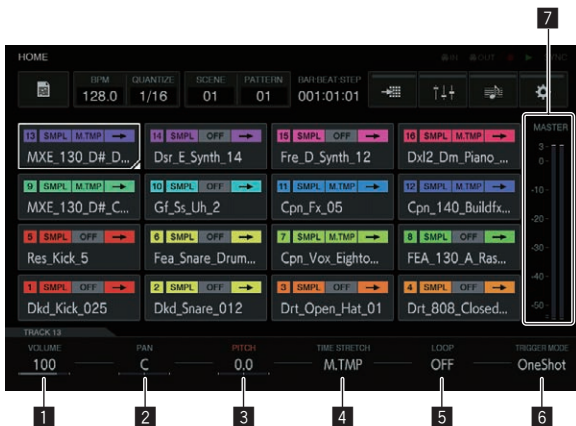 7
HOME IN OUT SYNC
BPM QUANTIZE SCENE PATTERN BAR:BEAT:STEP
128.0 1/16 01 01 001:01:01
MASTER
13 SMPL M.TMP 14 SMPL OFF 15 SMPL OFF 16 SMPL M.TMP
MXE_130_D#_D... Dsr_E_Synth_14 Fre_D_Synth_12 Dxl2_Dm_Piano_...
9 SMPL M.TMP 10 SMPL OFF 11 SMPL M.TMP 12 SMPL M.TMP
MXE_130_D#_C... Gf_Ss_Uh_2 Cpn_Fx_05 Cpn_140_Buildfx...
5 SMPL OFF 6 SMPL OFF 7 SMPL M.TMP 8 SMPL OFF
Res_Kick_5 Fea_Snare_Drum... Cpn_Vox_Eighto... FEA_130_A_Ras...
1 SMPL OFF 2 SMPL OFF 3 SMPL OFF 4 SMPL OFF
Dkd_Kick_025 Dkd_Snare_012 Drt_Open_Hat_01 Drt_808_Closed...
3
0
-10
-20
-30
-40
-50
TRACK 13
VOLUME PAN PITCH TIME STRETCH LOOP TRIGGER MODE
100 C 0.0 M.TMP OFF OneShot
1 2 3 4 5 6